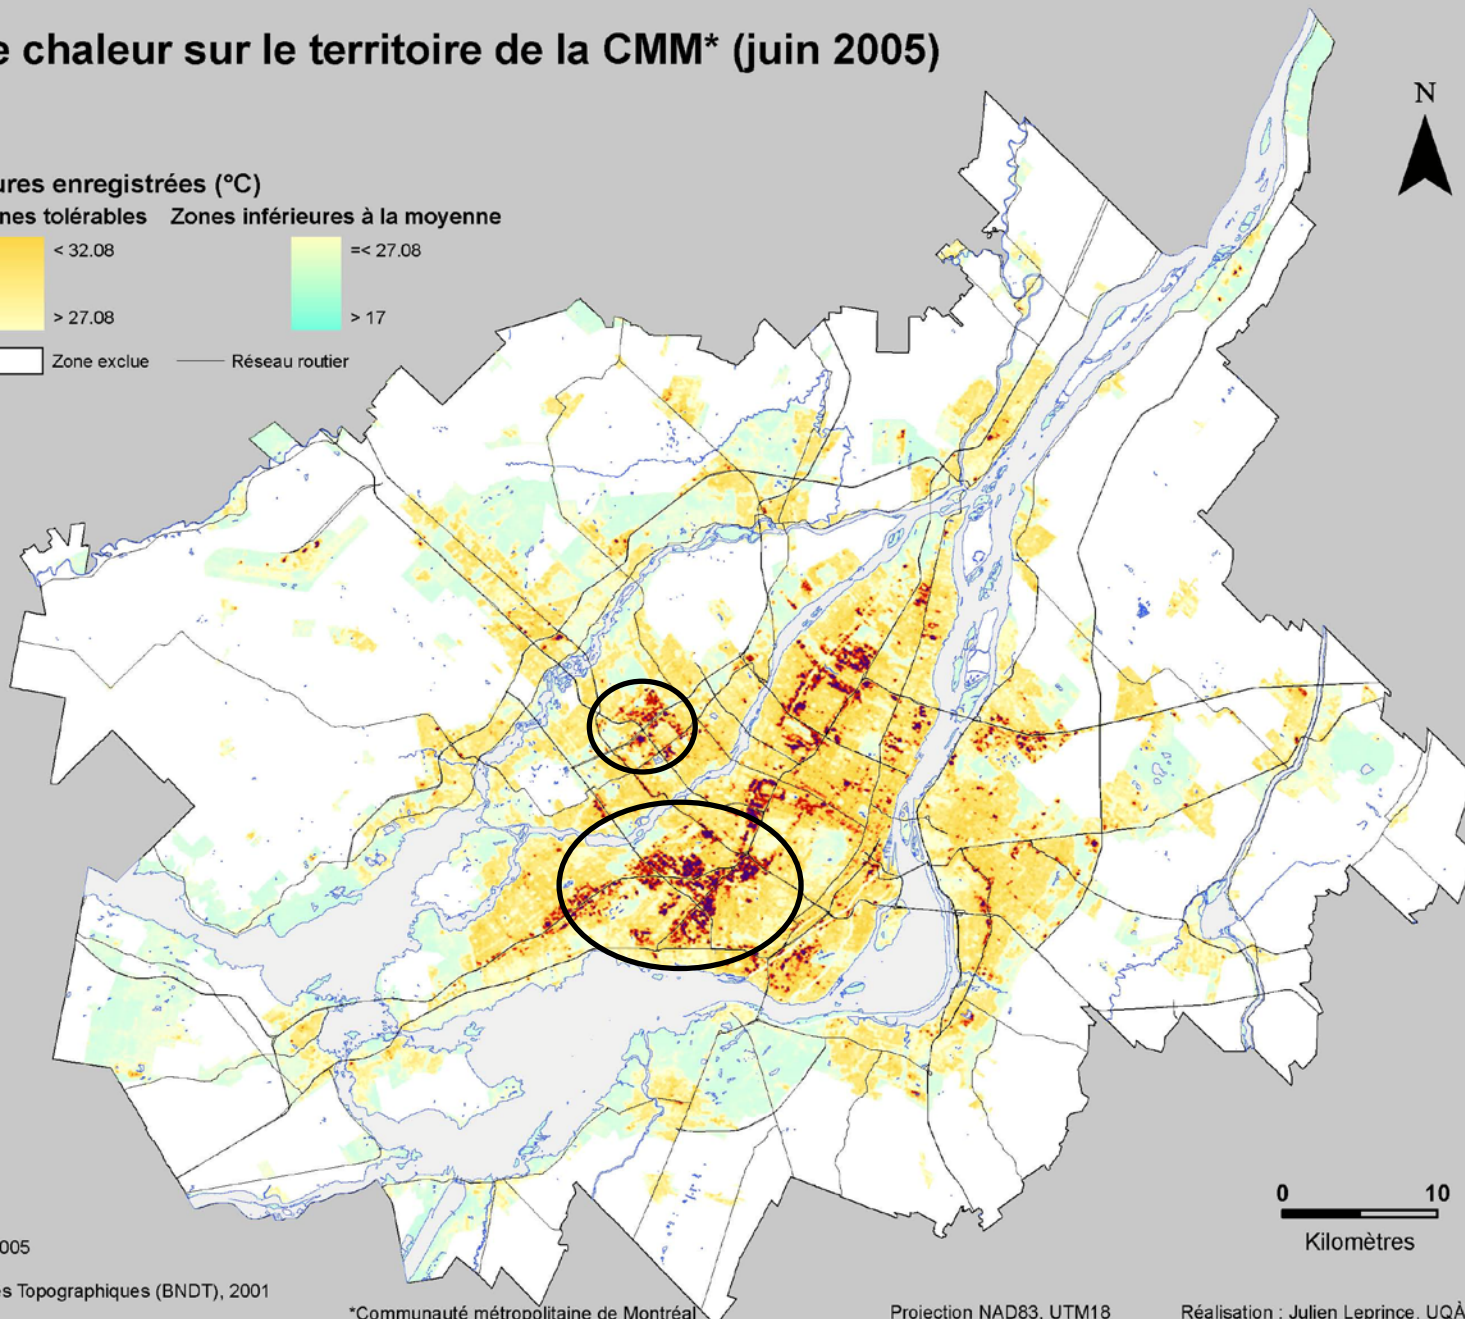 e chaleur sur le territoire de la CMM* (juin 2005)
N
ures enregistrées (°C)
nes tolérables Zones inférieures à la moyenne
< 32.08 =< 27.08
> 27.08 > 17
Zone exclue Réseau routier
0 10
Kilomètres
005
es Topographiques (BNDT), 2001
*Communauté métropolitaine de Montréal Projection NAD83, UTM18 Réalisation : Julien Leprince, UQÀ